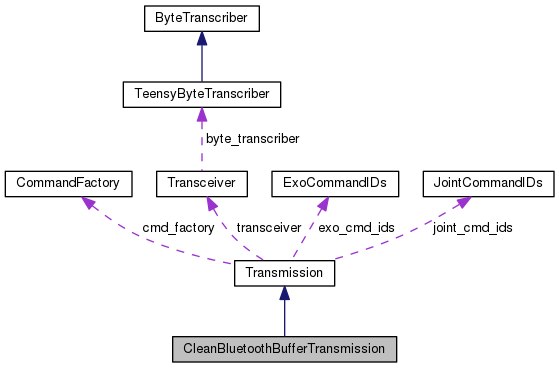 ByteTranscriber
TeensyByteTranscriber
byte_transcriber
CommandFactory
Transceiver
ExoCommandIDs
JointCommandIDs
cmd_factory
transceiver
exo_cmd_ids
joint_cmd_ids
Transmission
CleanBluetoothBufferTransmission